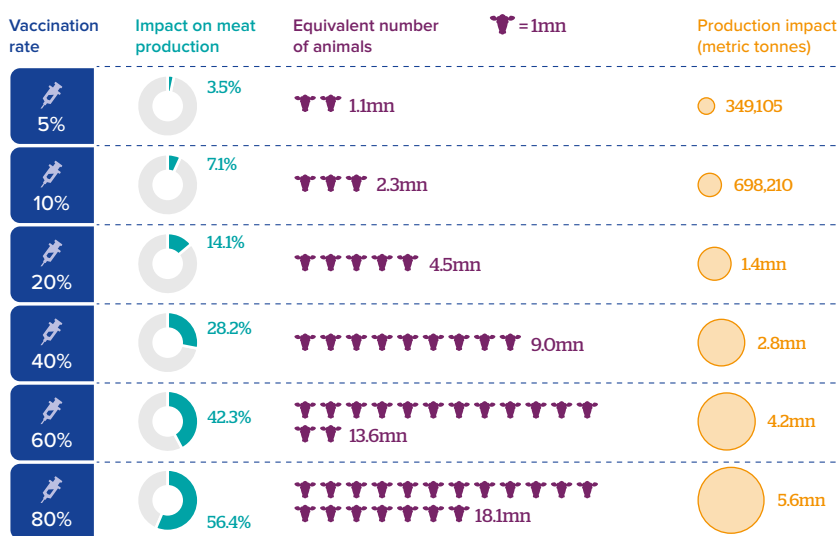 Vaccination rate
Impact on meat production
Equivalent number of animals
=1mn
Production impact (metric tonnes)
5%
3.5%
1.1mn
349,105
10%
7.1%
2.3mn
698,210
20%
14.1%
4.5mn
1.4mn
40%
28.2%
9.0mn
2.8mn
60%
42.3%
13.6mn
4.2mn
80%
56.4%
18.1mn
5.6mn